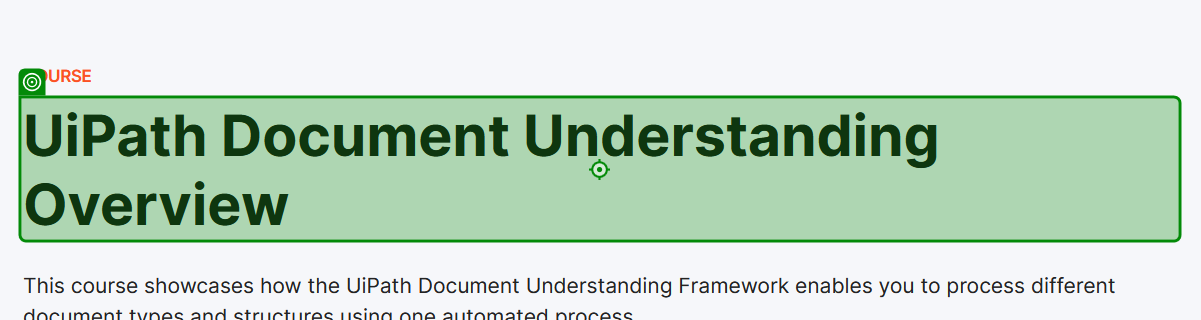 OURSE
UiPath Document Understanding
Overview
This course showcases how the UiPath Document Understanding Framework enables you to process different
document types and structures using one automated process.